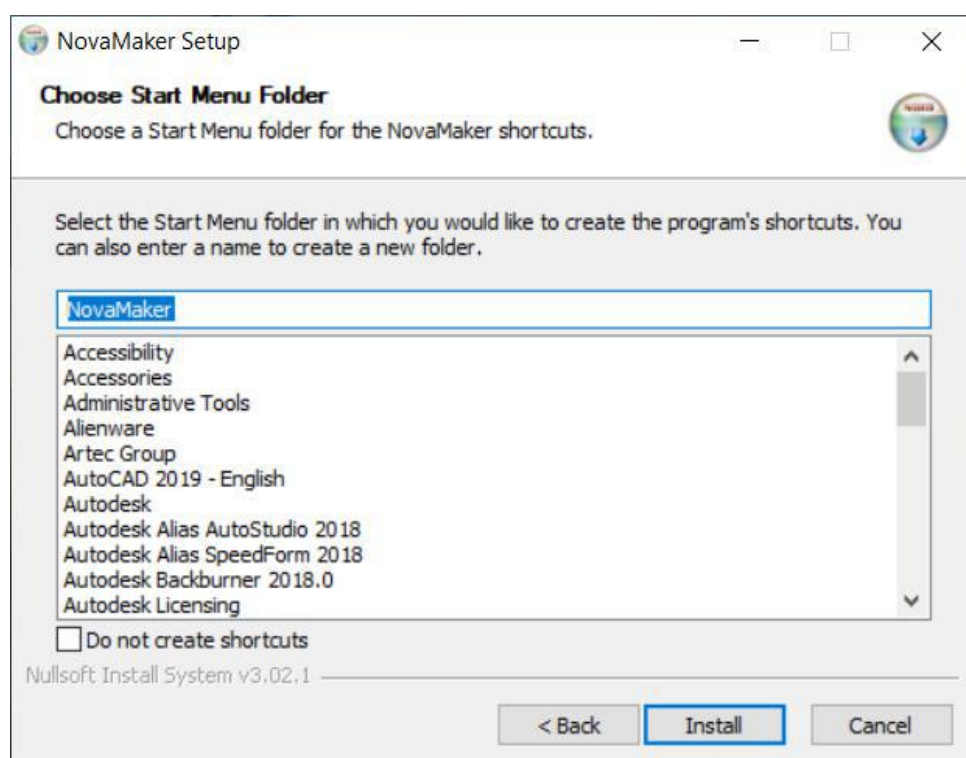 NovaMaker Setup
Choose Start Menu Folder
Choose a Start Menu folder for the NovaMaker shortcuts.
Select the Start Menu folder in which you would like to create the program's shortcuts. You
can also enter a name to create a new folder.
NovaMaker
Accessibility
Accessories
Administrative Tools
Alienware
Artec Group
AutoCAD 2019 - English
Autodesk
Autodesk Alias AutoStudio 2018
Autodesk Alias SpeedForm 2018
Autodesk Backburner 2018.0
Autodesk Licensing
Do not create shortcuts
Nullsoft Install System v3.02.1
< Back Install Cancel